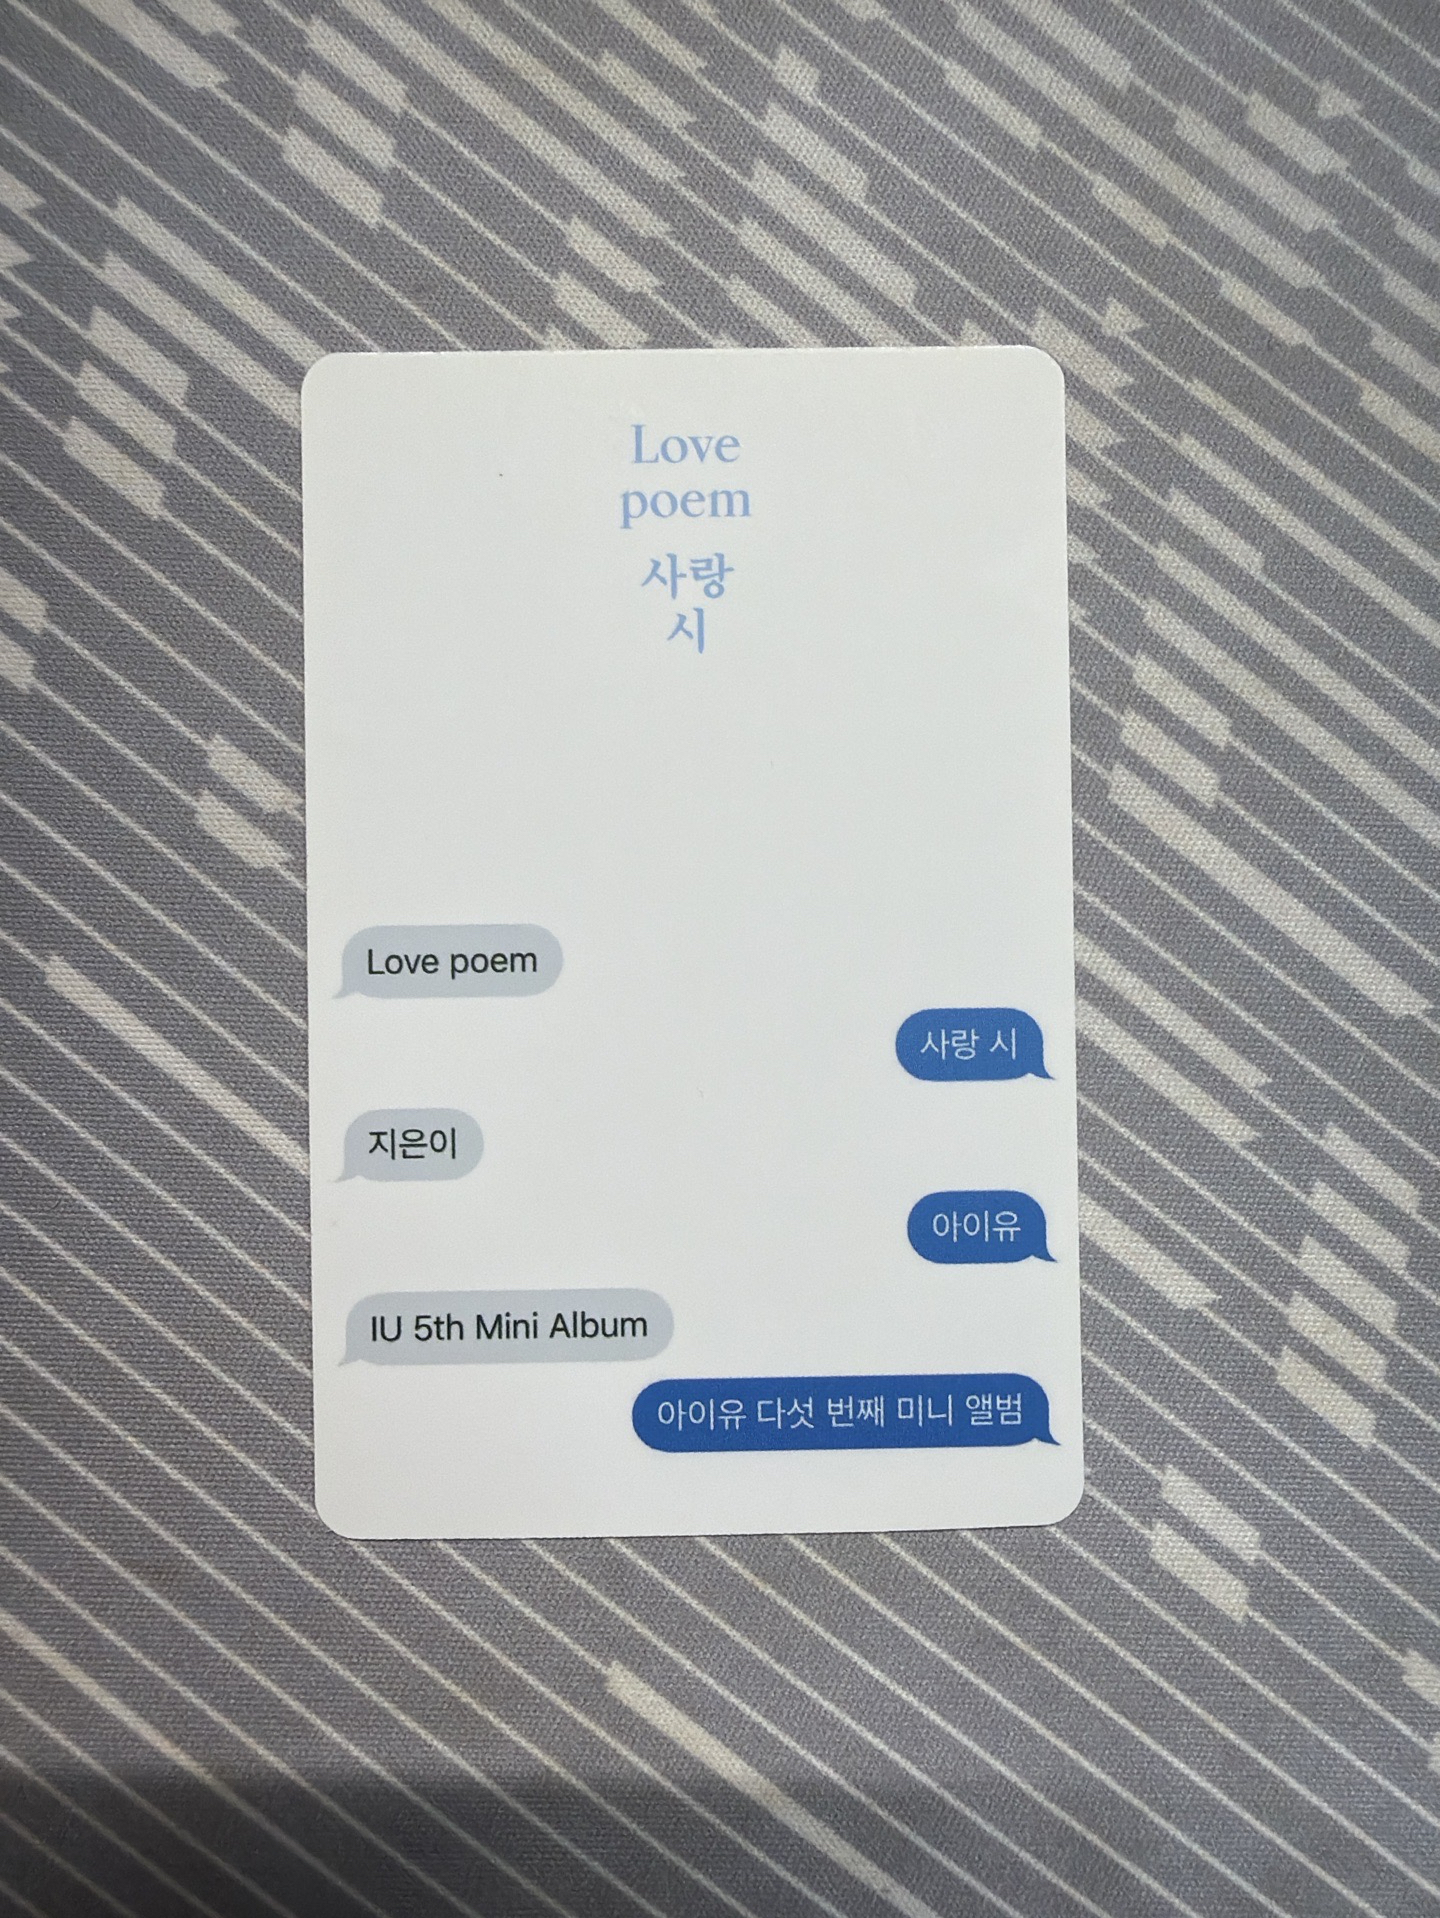 Love
poem
사랑
시
Love poem
사랑 시
지은이
아이유
IU 5th Mini Album
아이유 다섯 번째 미니 앨범